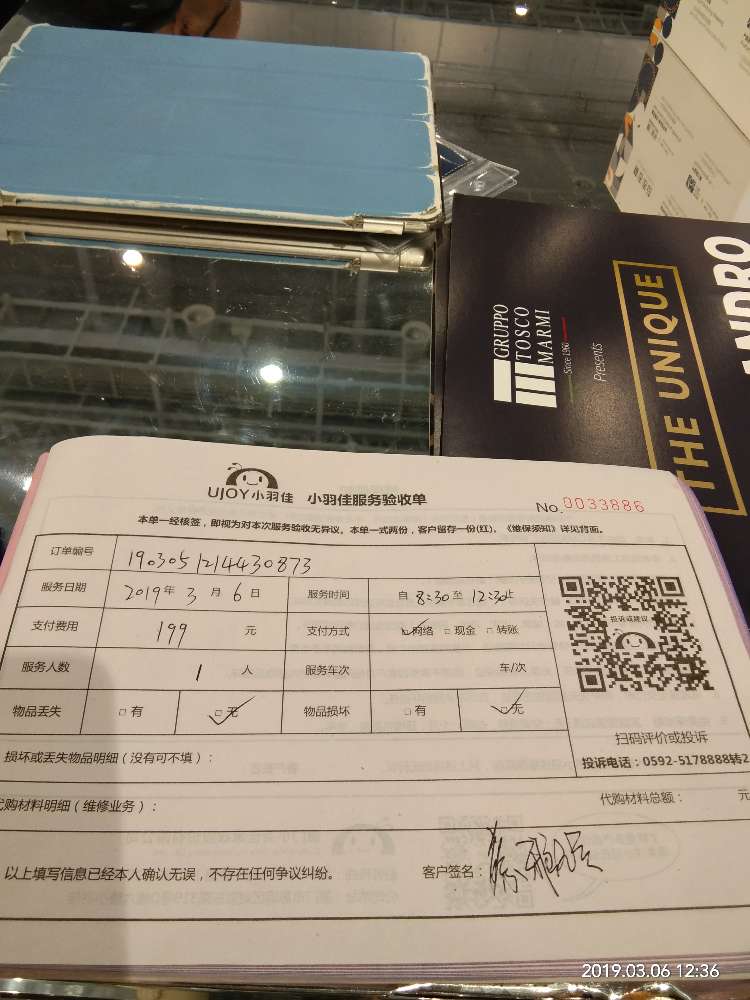 GRUPPO
TOSCO
MARMI
Since 1960
Presents
THE UNIQUE
UJOY小羽佳 小羽佳服务验收单
No. 0033886
本单一经核签，即视为对本次服务验收无异议。本单一式两份，客户留存一份(红)。《维保须知》详见背面。
订单编号 1903051214430873
服务日期 2019年 3 月 6 日 服务时间 自 8:30 至 12:30止
支付费用 199 元 支付方式 □网络 □现金 □转账
服务人数 1 人 服务车次 车/次
物品丢失 □有 □无 物品损坏 □有 □无
投诉或建议
扫码评价或投诉
投诉电话：0592-5178888转2
损坏或丢失物品明细（没有可不填）：
代购材料明细（维修业务）：
代购材料总额： 元
以上填写信息已经本人确认无误，不存在任何争议纠纷。
客户签名：
2019.03.06 12:36